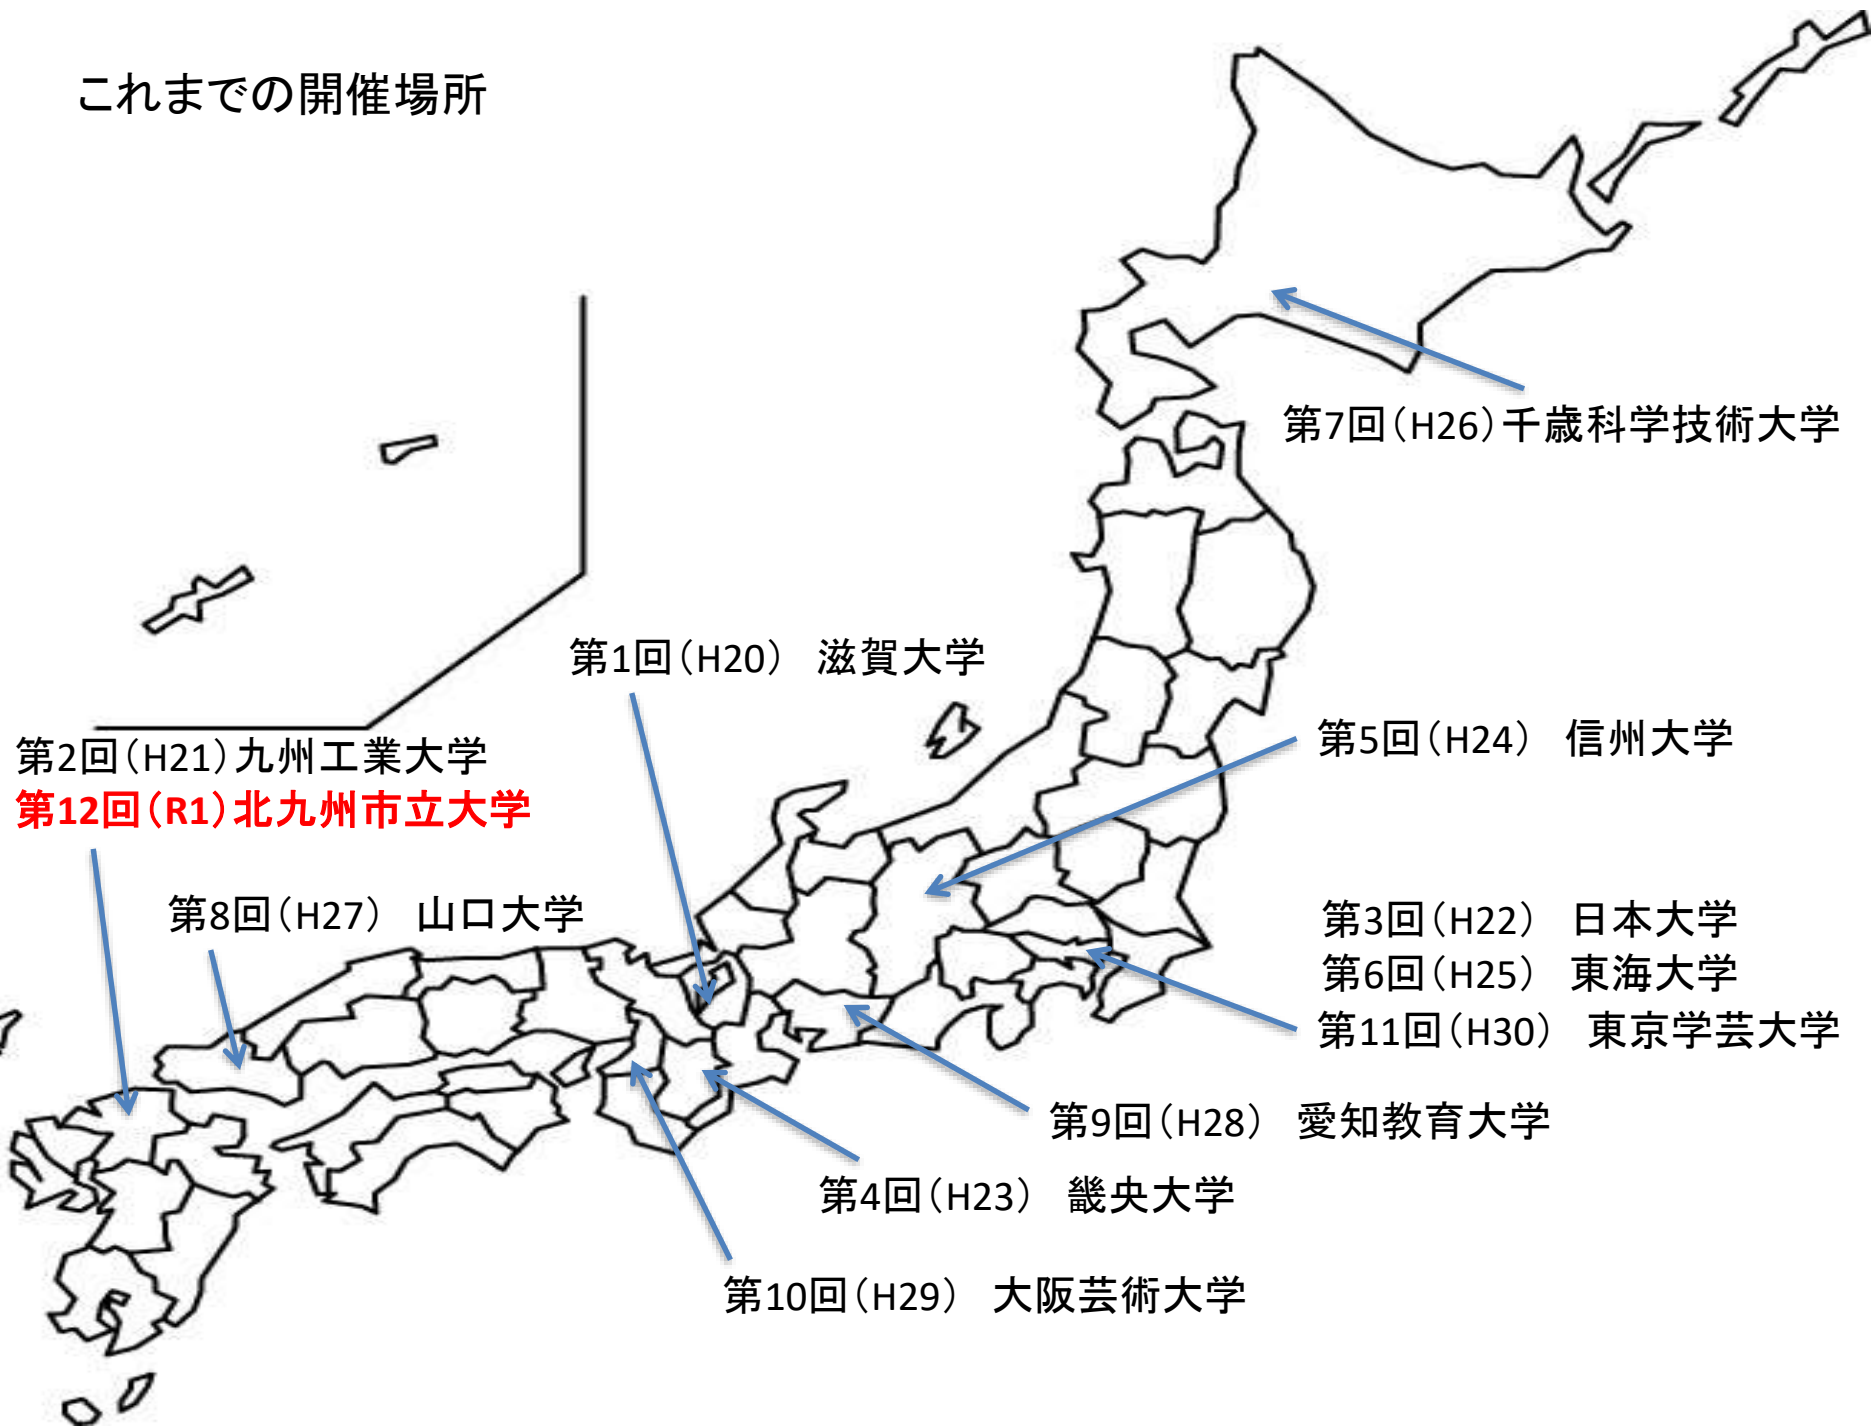 これまでの開催場所
第7回（H26）千歳科学技術大学
第1回（H20） 滋賀大学
第2回（H21）九州工業大学
第12回（R1）北九州市立大学
第5回（H24） 信州大学
第8回（H27） 山口大学
第3回（H22） 日本大学
第6回（H25） 東海大学
第11回（H30） 東京学芸大学
第9回（H28） 愛知教育大学
第4回（H23） 畿央大学
第10回（H29） 大阪芸術大学